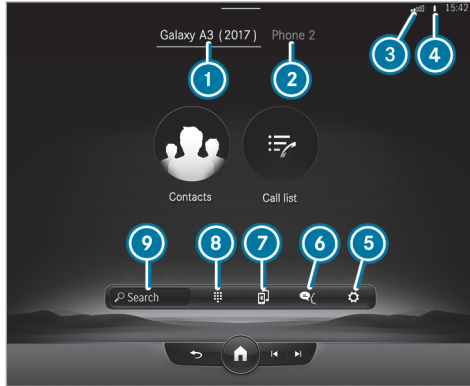 15:42
Galaxy A3 (2017) Phone 2
3 4
1 2
Contacts Call list
9 8 7 6 5
Search